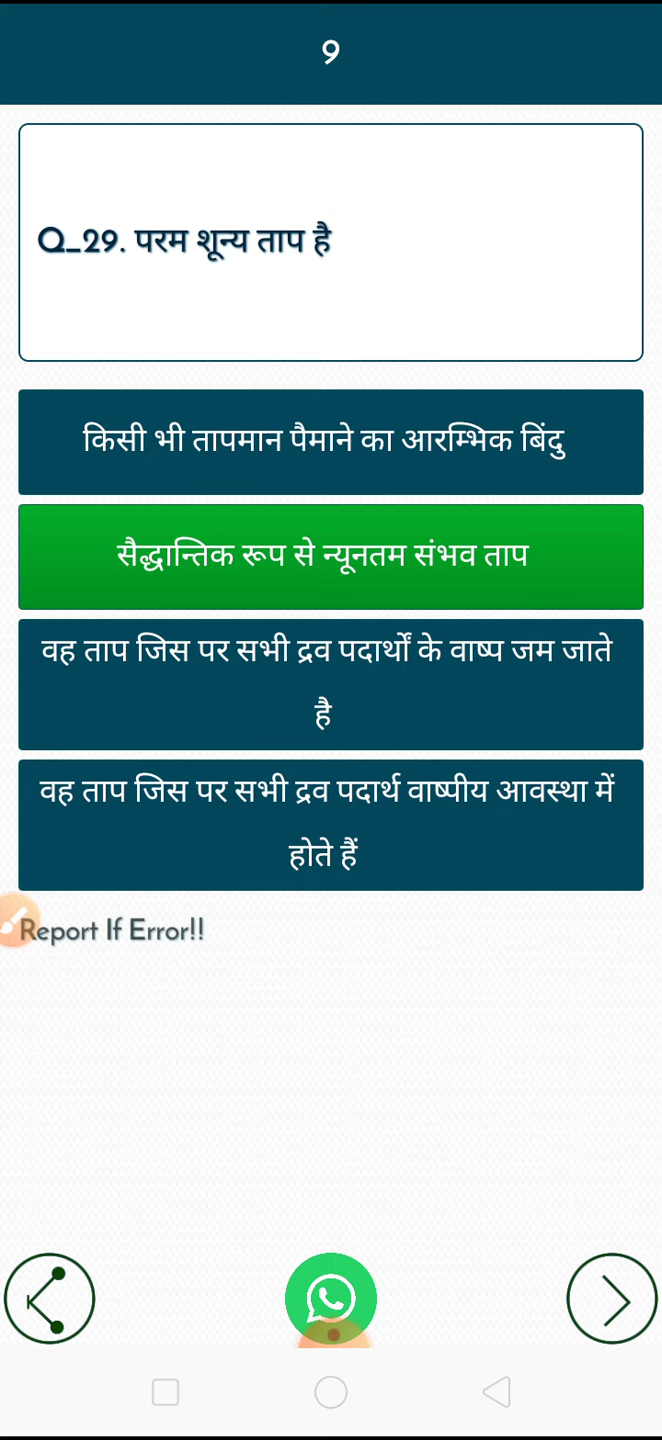 9
Q_29. परम शून्य ताप है
किसी भी तापमान पैमाने का आरम्भिक बिंदु
सैद्धान्तिक रूप से न्यूनतम संभव ताप
वह ताप जिस पर सभी द्रव पदार्थों के वाष्प जम जाते
है
वह ताप जिस पर सभी द्रव पदार्थ वाष्पीय आवस्था में
होते हैं
Report If Error!!